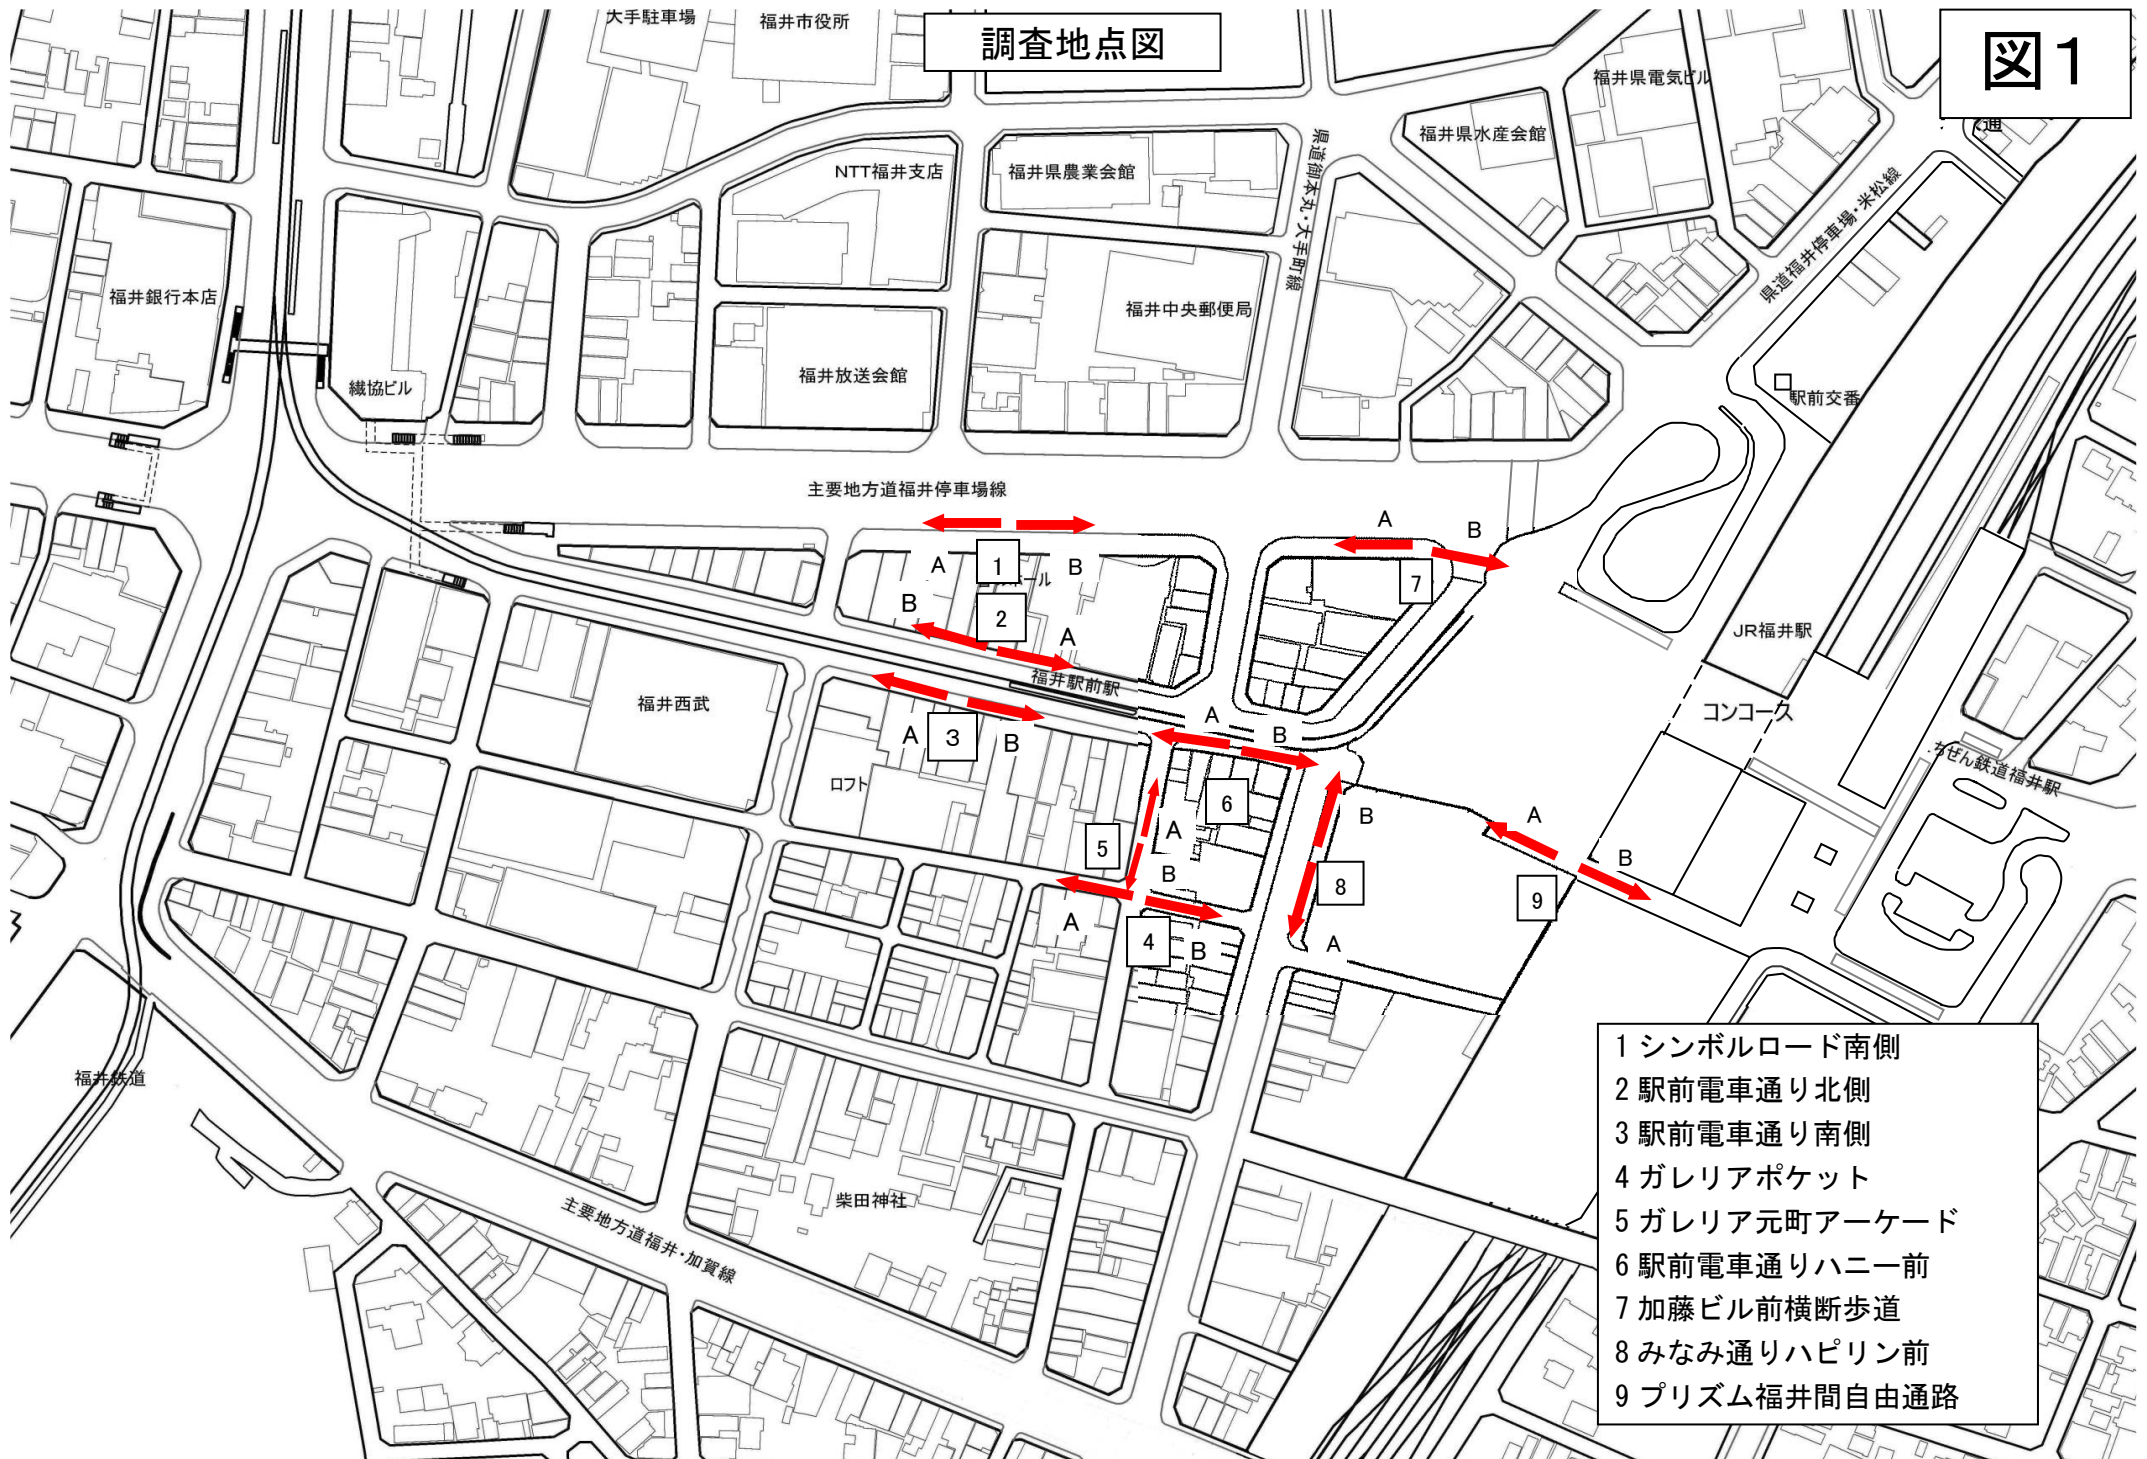 調査地点図
図1
大手駐車場
福井市役所
福井県電気ビル
福井県水産会館
NTT福井支店
福井県農業会館
県道御本丸・大手町線
県道福井停車場・米松線
福井銀行本店
福井中央郵便局
福井放送会館
繊協ビル
駅前交番
主要地方道福井停車場線
A
B
A
B
1
A
B
7
B
2
A
JR福井駅
福井駅前駅
福井西武
コンコース
A
3
B
A
B
ちぜん鉄道福井駅
ロフト
6
A
B
A
B
5
B
8
9
A
4
B
A
福井鉄道
柴田神社
主要地方道福井・加賀線
1 シンボルロード南側
2 駅前電車通り北側
3 駅前電車通り南側
4 ガレリアポケット
5 ガレリア元町アーケード
6 駅前電車通りハニー前
7 加藤ビル前横断歩道
8 みなみ通りハピリン前
9 プリズム福井間自由通路